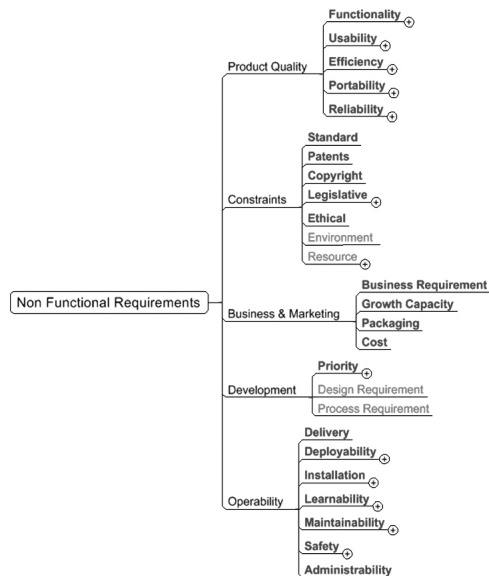 Non Functional Requirements
Product Quality
Functionality
Usability
Efficiency
Portability
Reliability
Constraints
Standard
Patents
Copyright
Legislative
Ethical
Environment
Resource
Business & Marketing
Business Requirement
Growth Capacity
Packaging
Cost
Development
Priority
Design Requirement
Process Requirement
Operability
Delivery
Deployability
Installation
Learnability
Maintainability
Safety
Administrability